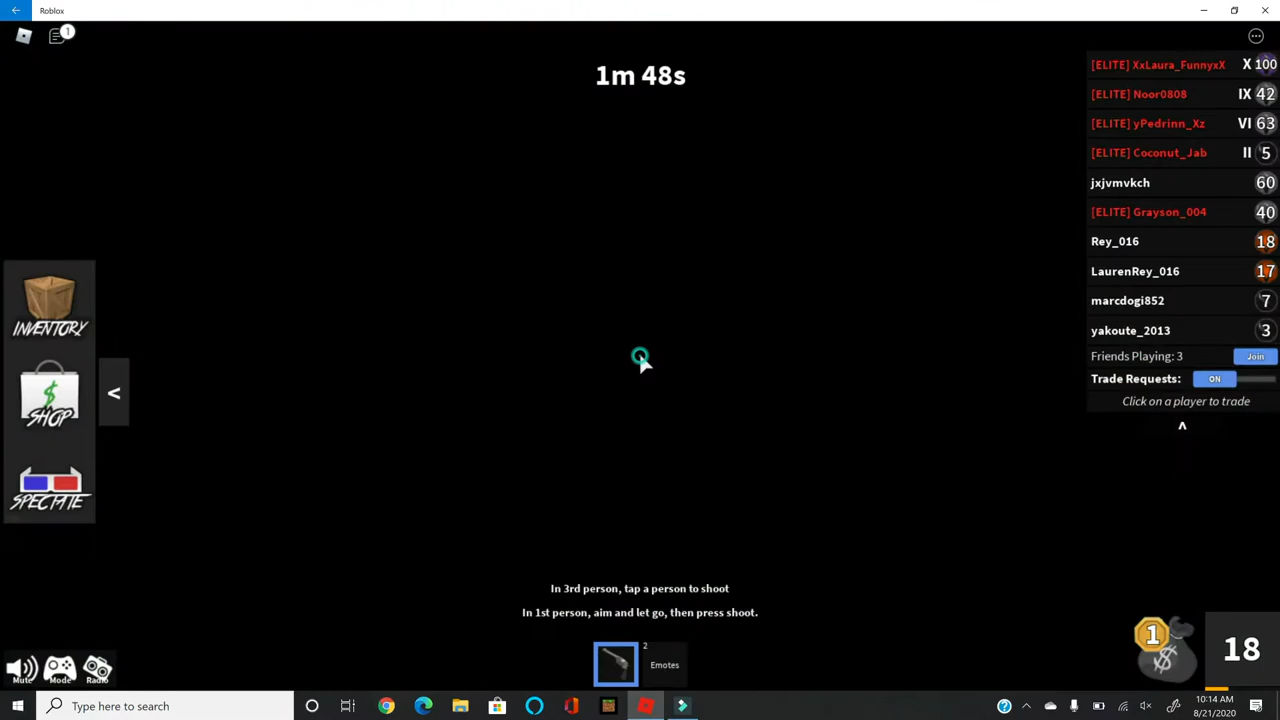 Roblox
1
1m 48s
[ELITE] XxLaura_FunnyxX X 100
[ELITE] Noor0808 IX 42
[ELITE] yPedrinn_Xz VI 63
[ELITE] Coconut_Jab II 5
jxjvmvkch 60
[ELITE] Grayson_004 40
Rey_016 18
LaurenRey_016 17
marcdogi852 7
yakoute_2013 3
Friends Playing: 3 Join
Trade Requests: ON
Click on a player to trade
^
INVENTORY
<
$
SHOP
SPECTATE
In 3rd person, tap a person to shoot
In 1st person, aim and let go, then press shoot.
2
Emotes
1
$
18
Mute Mode Radio
Type here to search
10:14 AM
8/21/2020